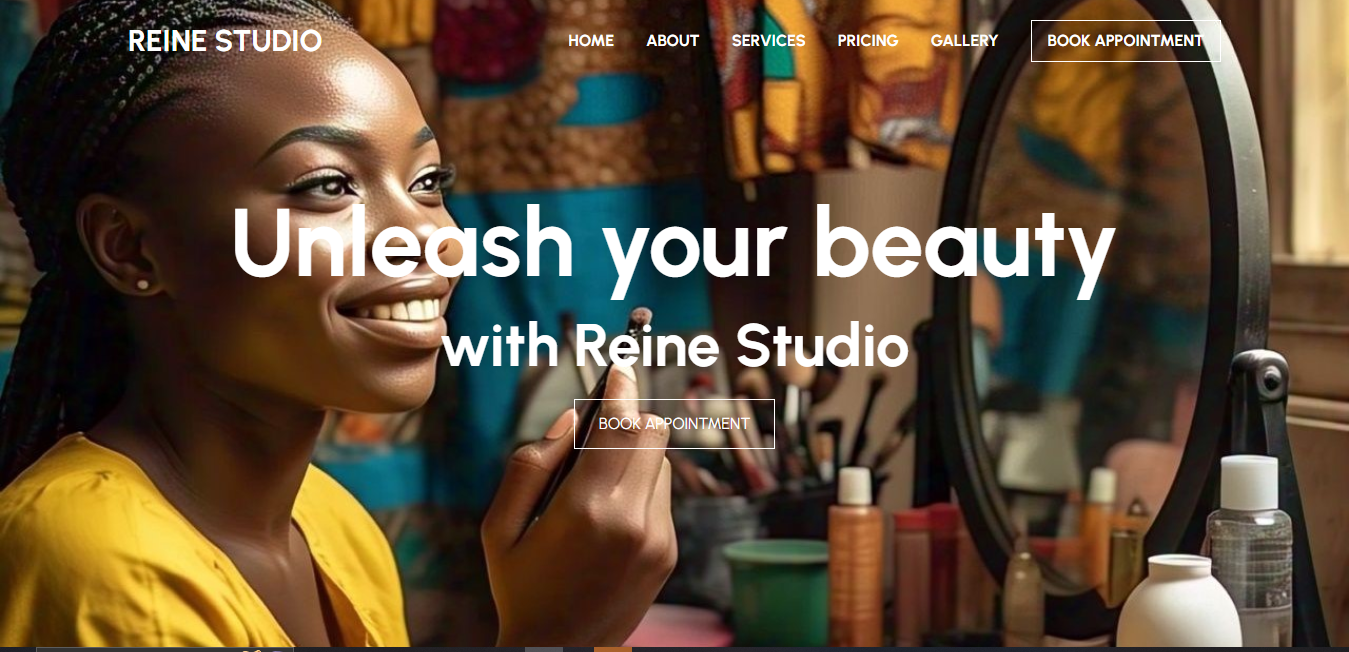 REINE STUDIO
HOME ABOUT SERVICES PRICING GALLERY BOOK APPOINTMENT
Unleash your beauty
with Reine Studio
BOOK APPOINTMENT